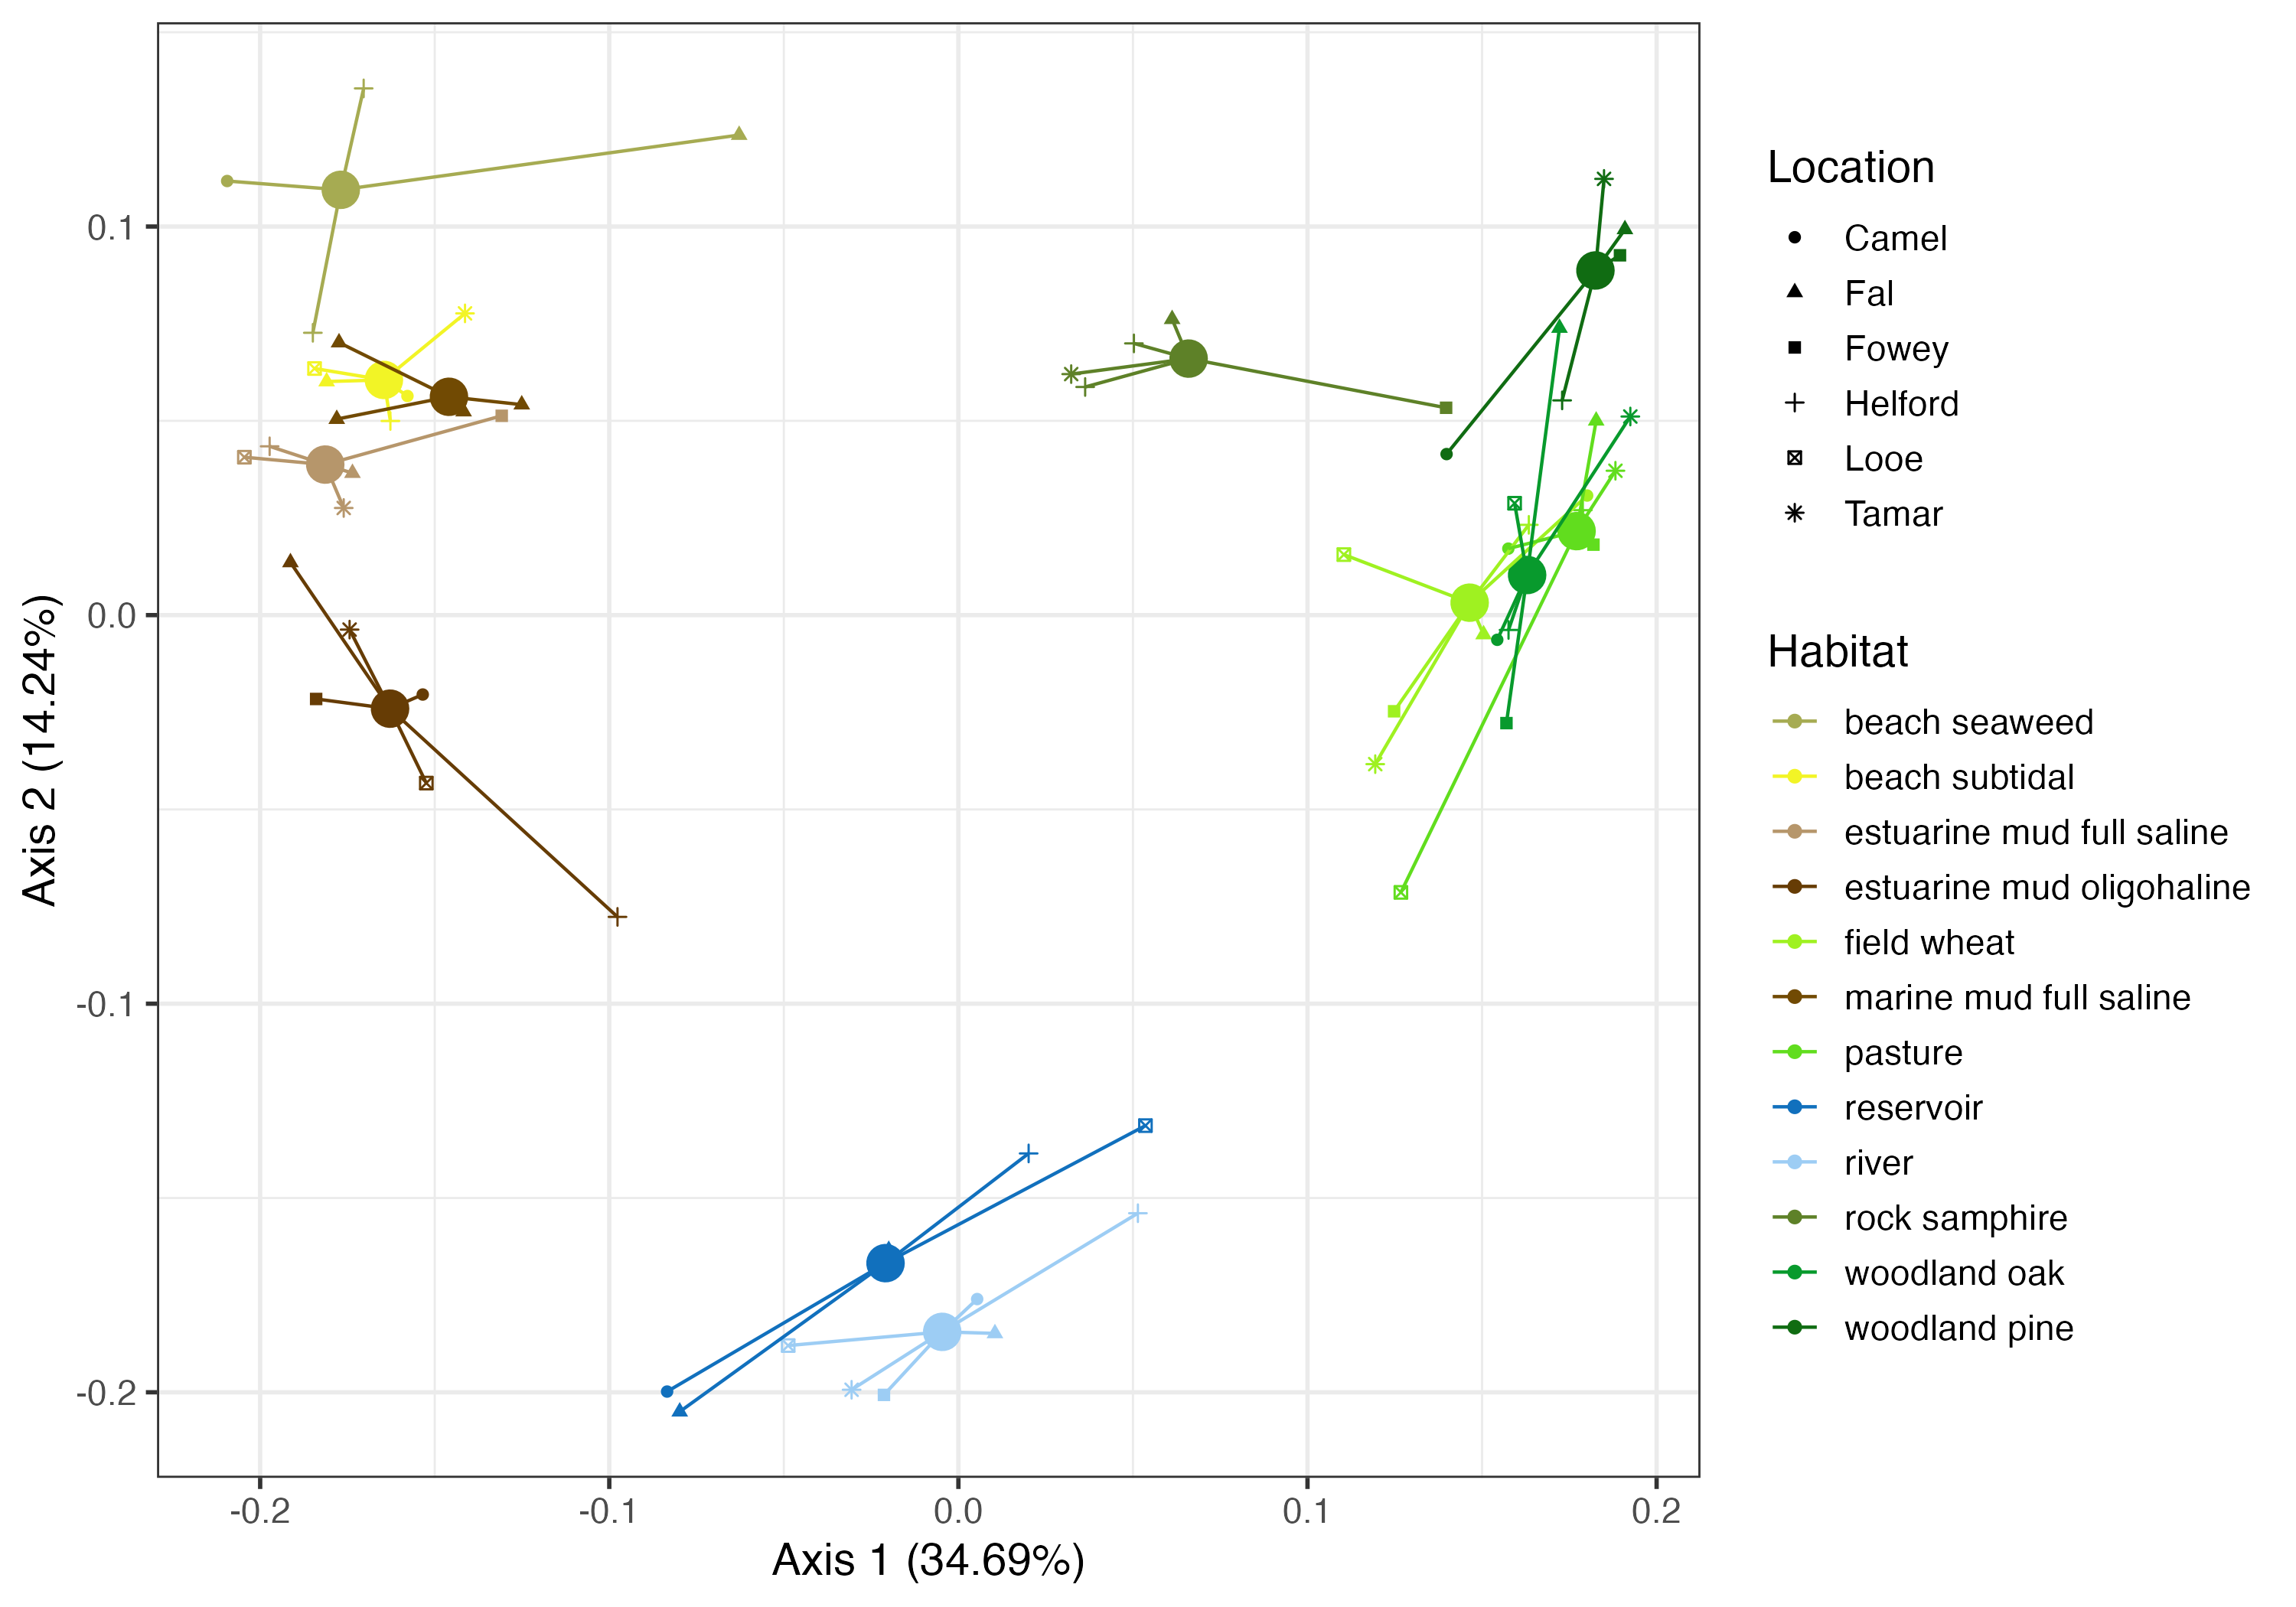 0.1
0.0
-0.1
-0.2
Axis 2 (14.24%)
-0.2
-0.1
0.0
0.1
0.2
Axis 1 (34.69%)
Location
Camel
Fal
Fowey
Helford
Looe
Tamar
Habitat
beach seaweed
beach subtidal
estuarine mud full saline
estuarine mud oligohaline
field wheat
marine mud full saline
pasture
reservoir
river
rock samphire
woodland oak
woodland pine